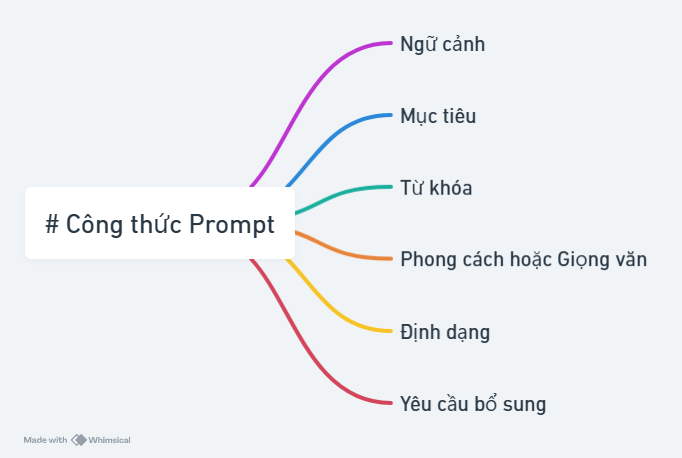 Ngữ cảnh
Mục tiêu
Từ khóa
# Công thức Prompt
Phong cách hoặc Giọng văn
Định dạng
Yêu cầu bổ sung
Made with Whimsical